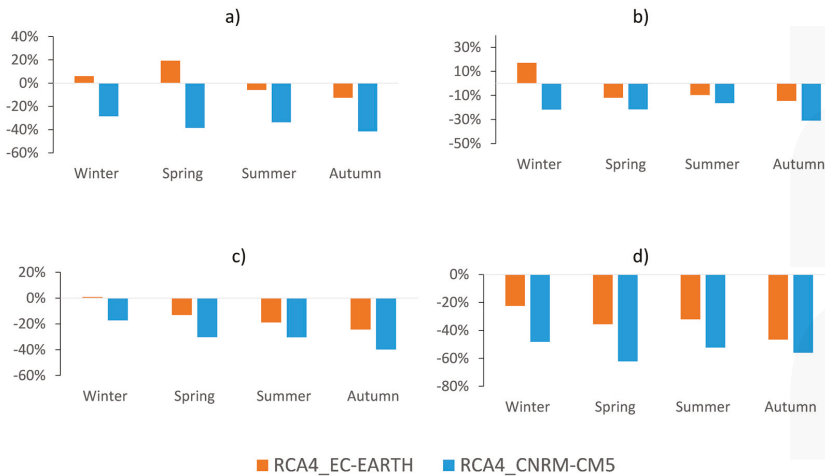 a)
40%
20%
0%
-20%
-40%
-60%
Winter Spring Summer Autumn
b)
30%
10%
-10%
-30%
-50%
Winter Spring Summer Autumn
c)
20%
0%
-20%
-40%
-60%
Winter Spring Summer Autumn
d)
0%
-20%
-40%
-60%
-80%
Winter Spring Summer Autumn
RCA4_EC-EARTH RCA4_CNRM-CM5